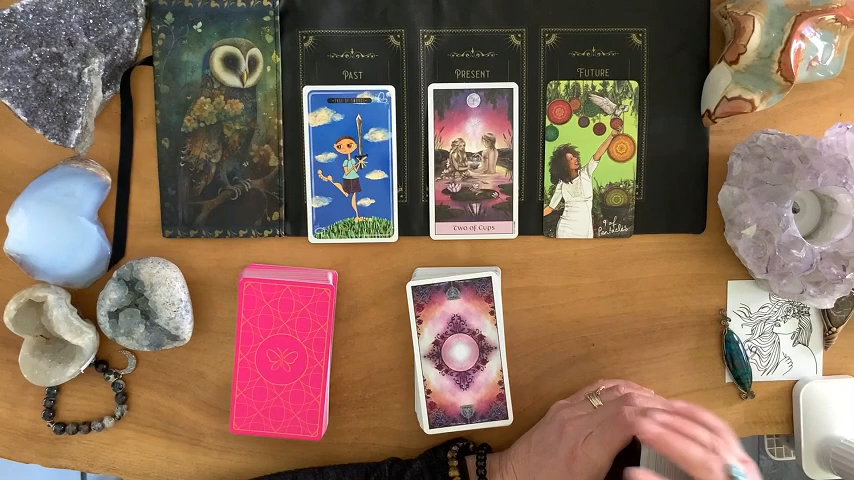 PAST
PRESENT
FUTURE
TWO OF CUPS
9 of
Pentacles